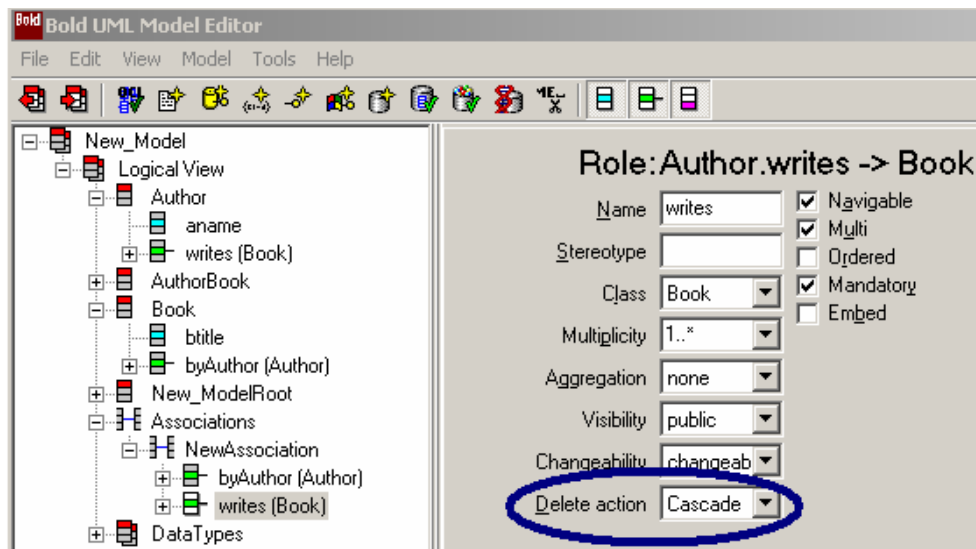 Bold Bold UML Model Editor
File Edit View Model Tools Help
New_Model
Logical View
Author
aname
writes (Book)
AuthorBook
Book
btitle
byAuthor (Author)
New_ModelRoot
Associations
NewAssociation
byAuthor (Author)
writes (Book)
DataTypes
Role:Author.writes -> Book
Name writes
Stereotype
Class Book
Multiplicity 1..*
Aggregation none
Visibility public
Changeability changeab
Delete action Cascade
Navigable
Multi
Ordered
Mandatory
Embed